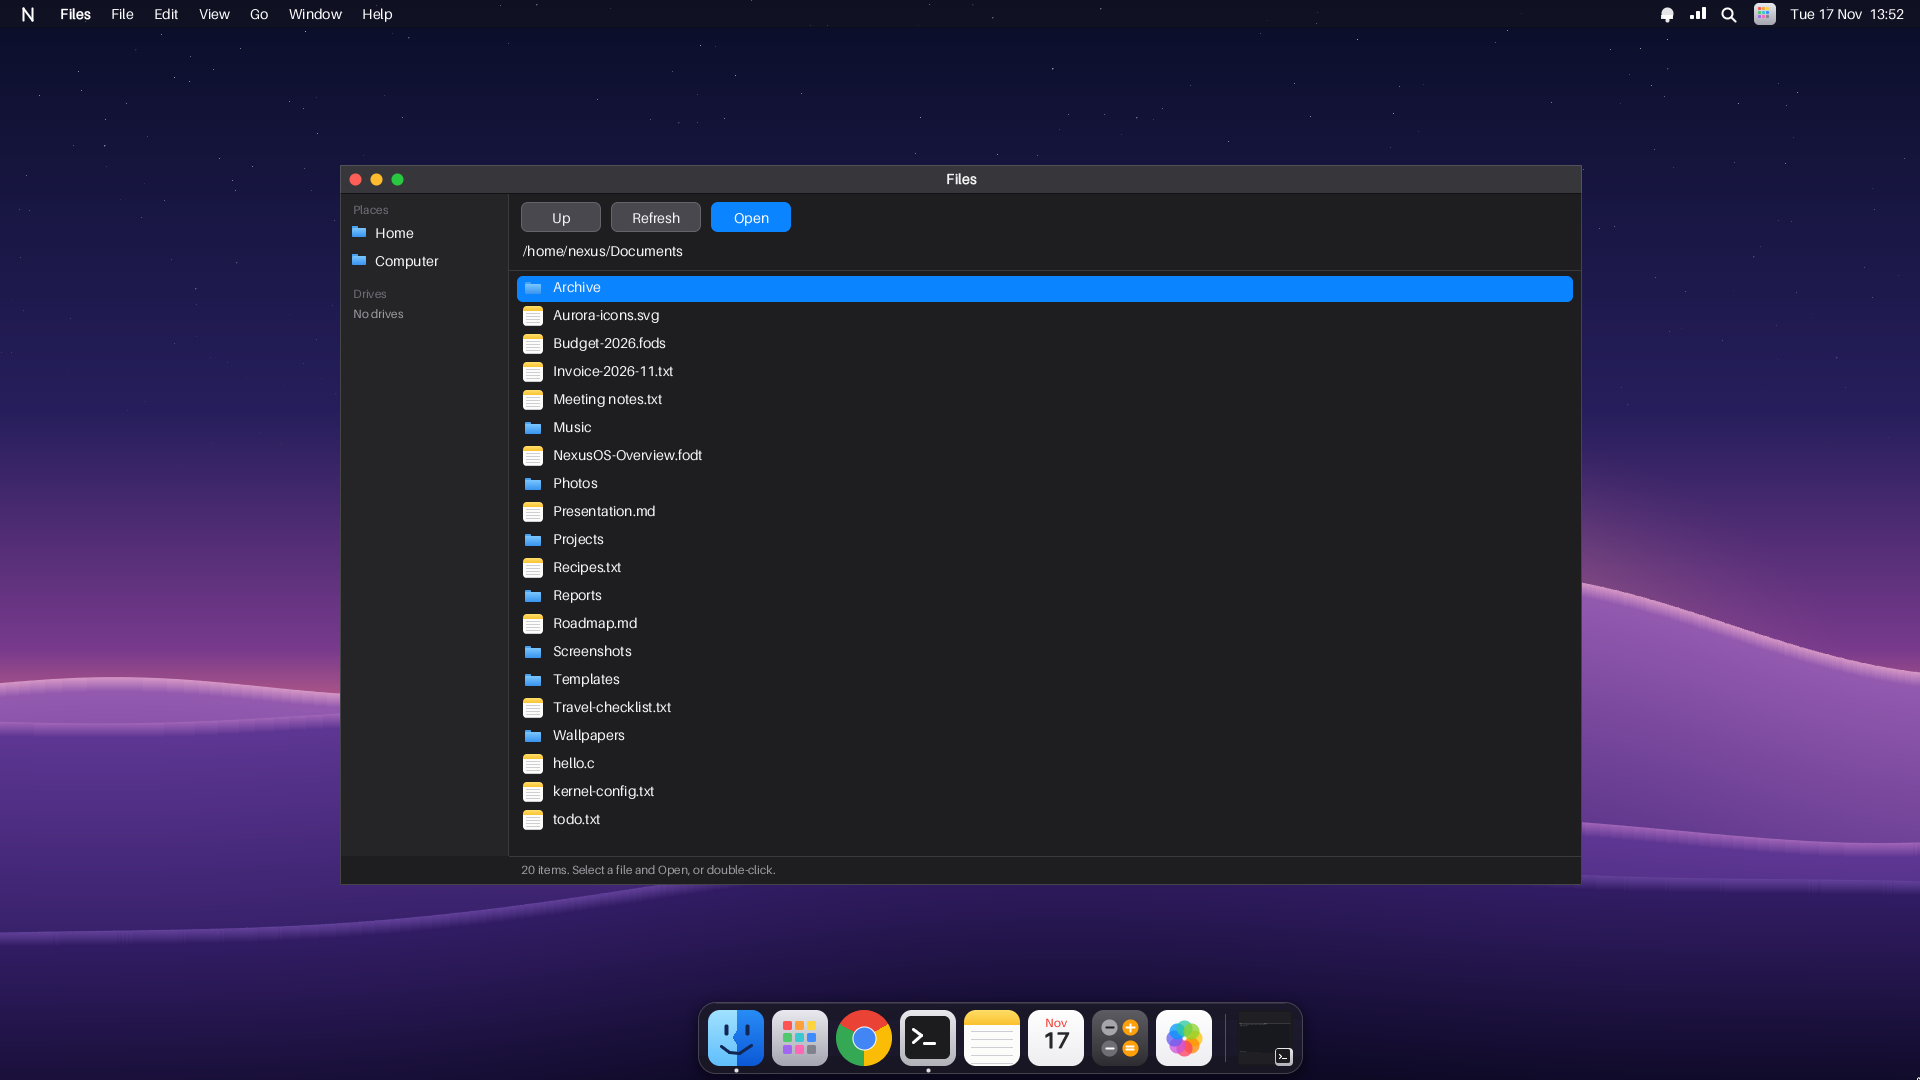 Files File Edit View Go Window Help
Tue 17 Nov 13:52
Files
Places
Home
Computer
Drives
No drives
Up Refresh Open
/home/nexus/Documents
Archive
Aurora-icons.svg
Budget-2026.fods
Invoice-2026-11.txt
Meeting notes.txt
Music
NexusOS-Overview.fodt
Photos
Presentation.md
Projects
Recipes.txt
Reports
Roadmap.md
Screenshots
Templates
Travel-checklist.txt
Wallpapers
hello.c
kernel-config.txt
todo.txt
20 items. Select a file and Open, or double-click.
Nov
17